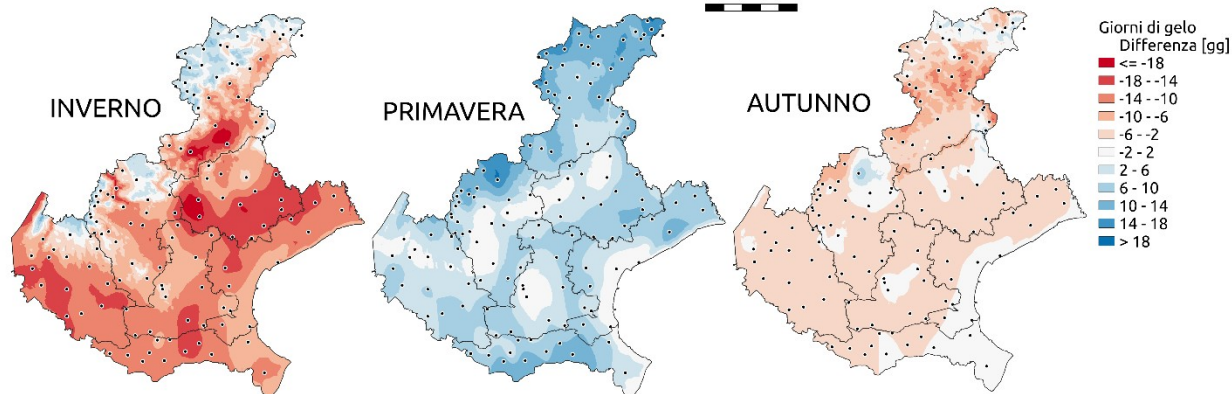 INVERNO
PRIMAVERA
AUTUNNO
Giorni di gelo
Differenza [gg]
<= -18
-18 - -14
-14 - -10
-10 - -6
-6 - -2
-2 - 2
2 - 6
6 - 10
10 - 14
14 - 18
> 18